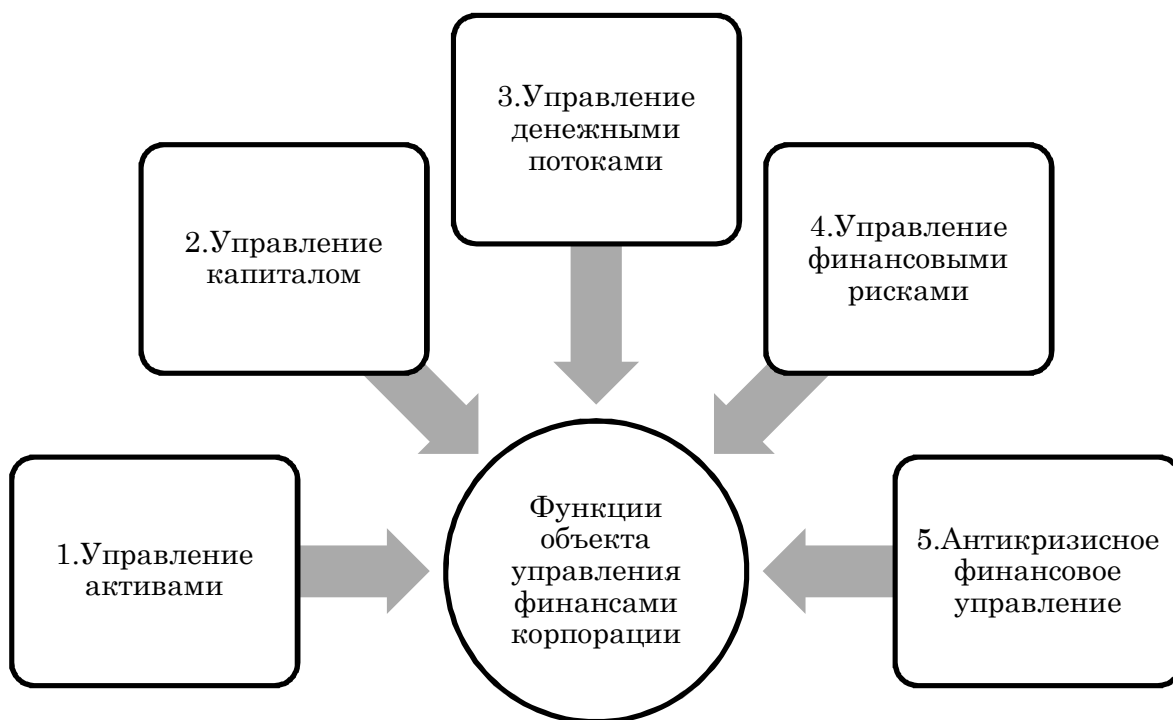 1.Управление
активами
2.Управление
капиталом
3.Управление
денежными
потоками
4.Управление
финансовыми
рисками
5.Антикризисное
финансовое
управление
Функции
объекта
управления
финансами
корпорации